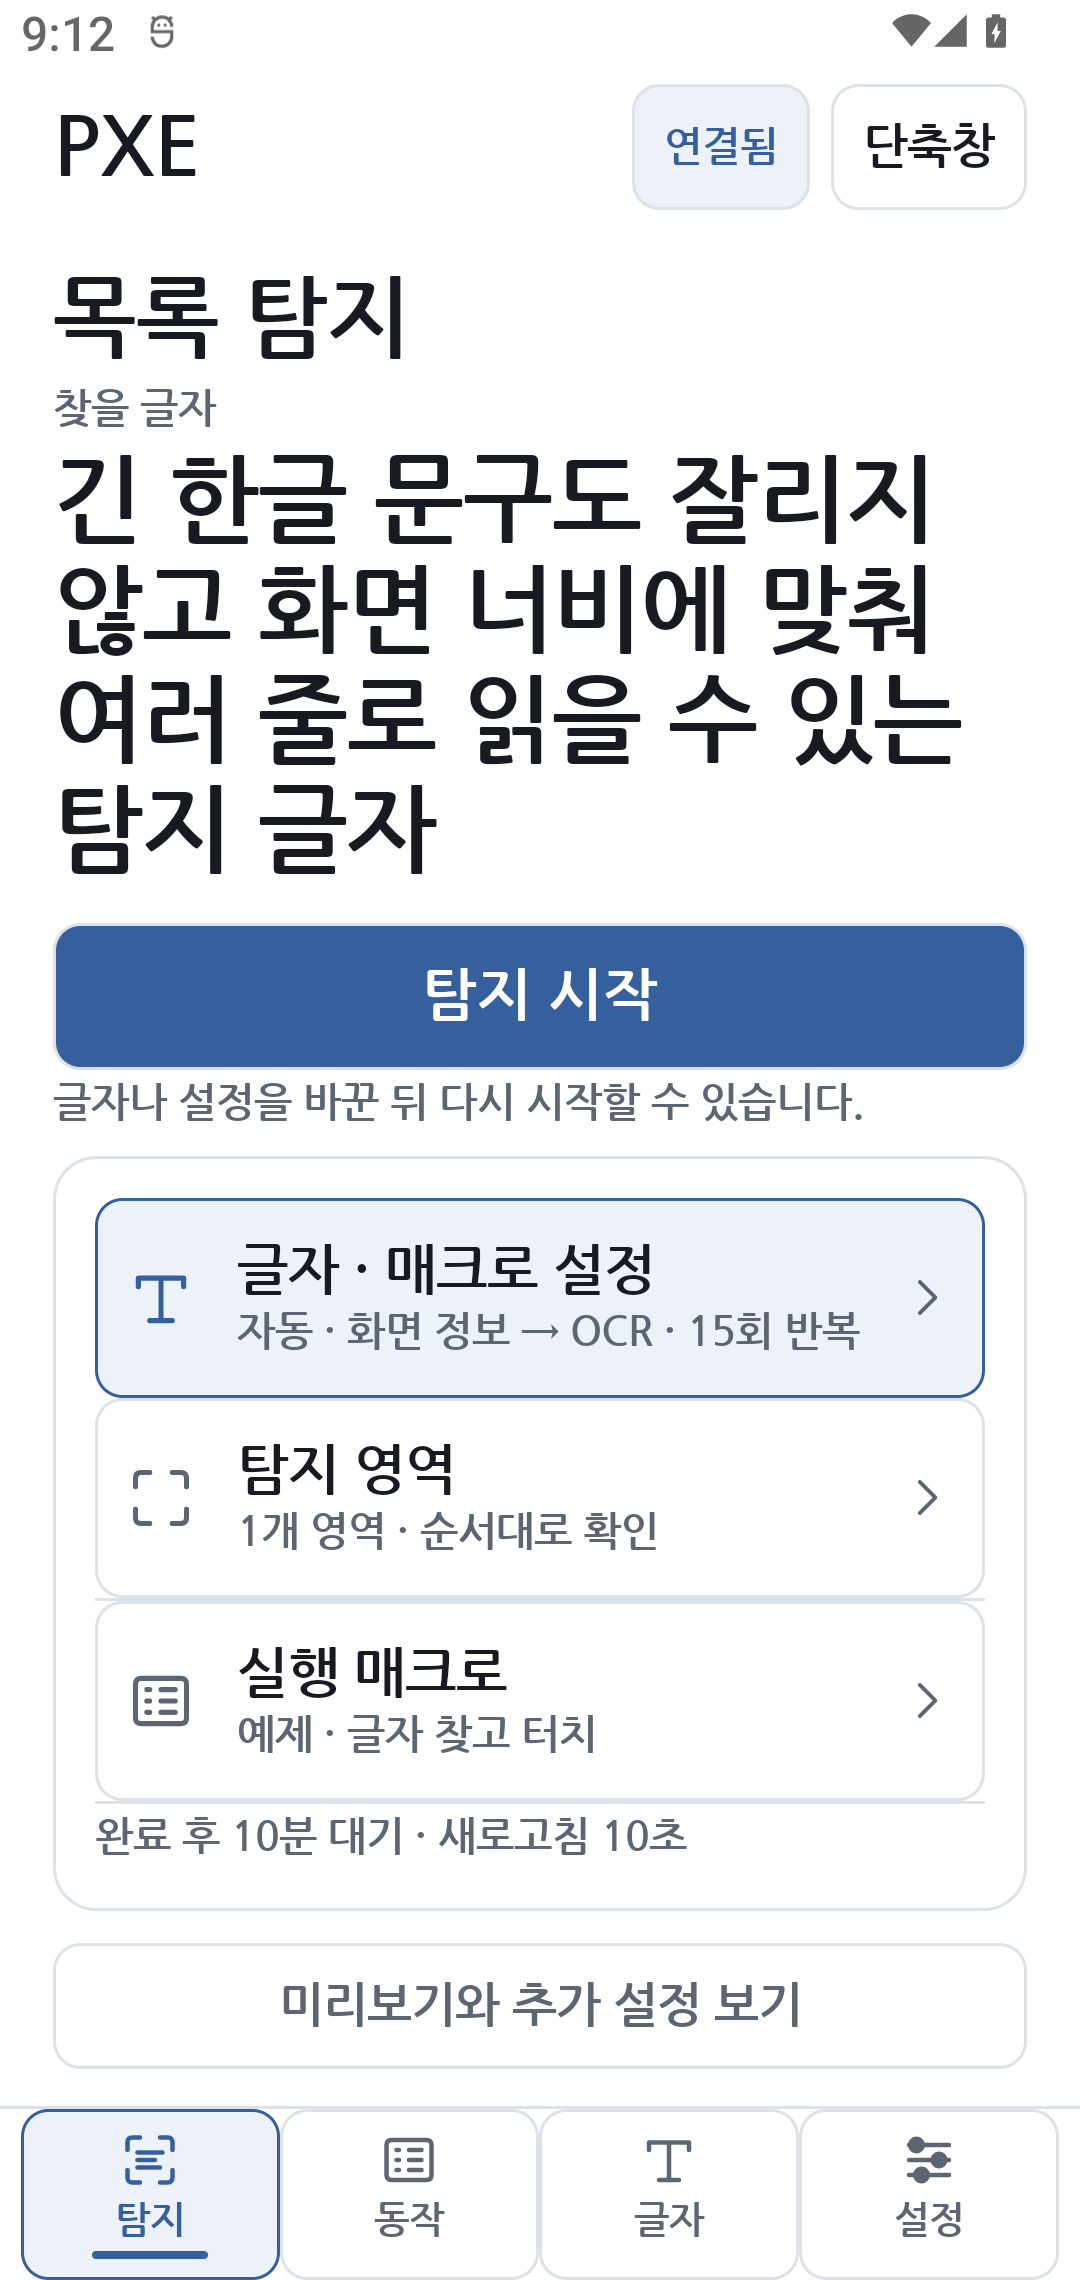 9:12
PXE
연결됨
단축창
목록 탐지
찾을 글자
긴 한글 문구도 잘리지
않고 화면 너비에 맞춰
여러 줄로 읽을 수 있는
탐지 글자
탐지 시작
글자나 설정을 바꾼 뒤 다시 시작할 수 있습니다.
글자 · 매크로 설정
자동 · 화면 정보 → OCR · 15회 반복
탐지 영역
1개 영역 · 순서대로 확인
실행 매크로
예제 · 글자 찾고 터치
완료 후 10분 대기 · 새로고침 10초
미리보기와 추가 설정 보기
탐지
동작
글자
설정